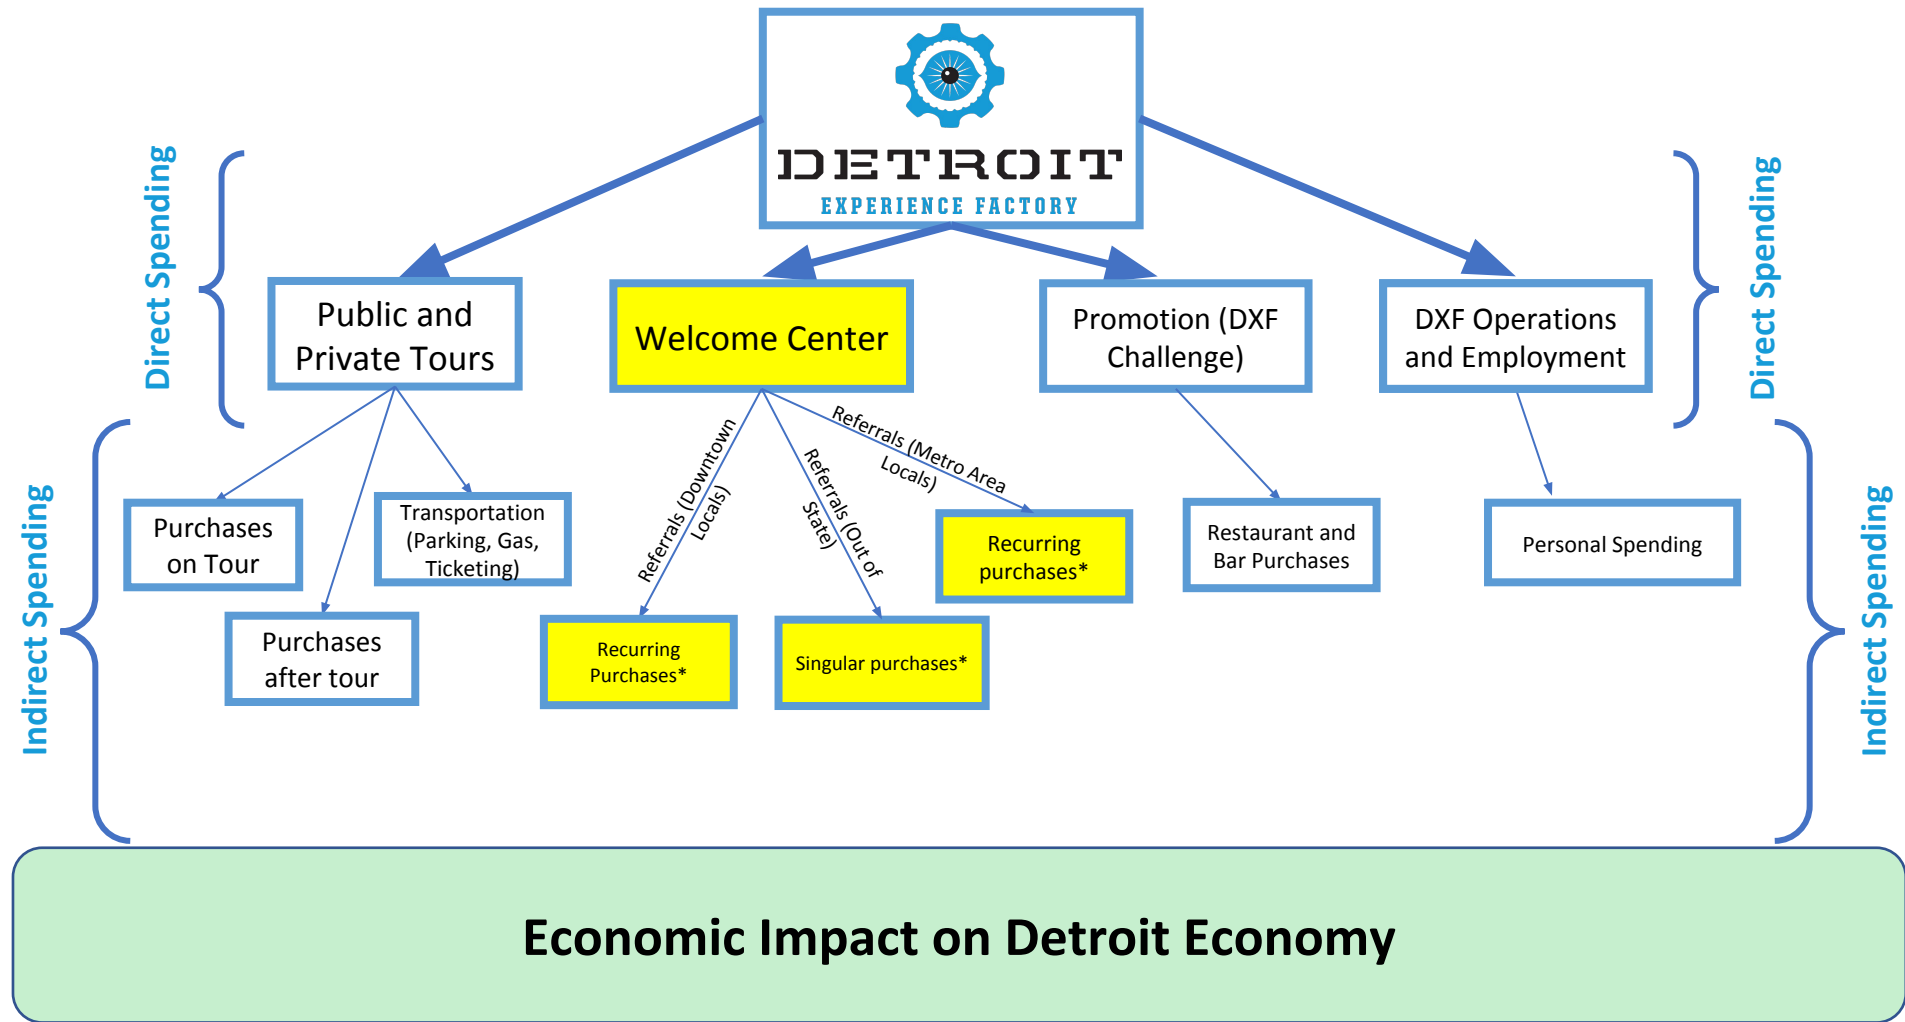 DETROIT
EXPERIENCE FACTORY
Direct Spending
Direct Spending
Public and
Private Tours
Welcome Center
Promotion (DXF
Challenge)
DXF Operations
and Employment
Referrals (Downtown
Locals)
Referrals (Out of
State)
Referrals (Metro Area
Locals)
Indirect Spending
Indirect Spending
Purchases
on Tour
Transportation
(Parking, Gas,
Ticketing)
Purchases
after tour
Recurring
Purchases*
Singular purchases*
Recurring
purchases*
Restaurant and
Bar Purchases
Personal Spending
Economic Impact on Detroit Economy